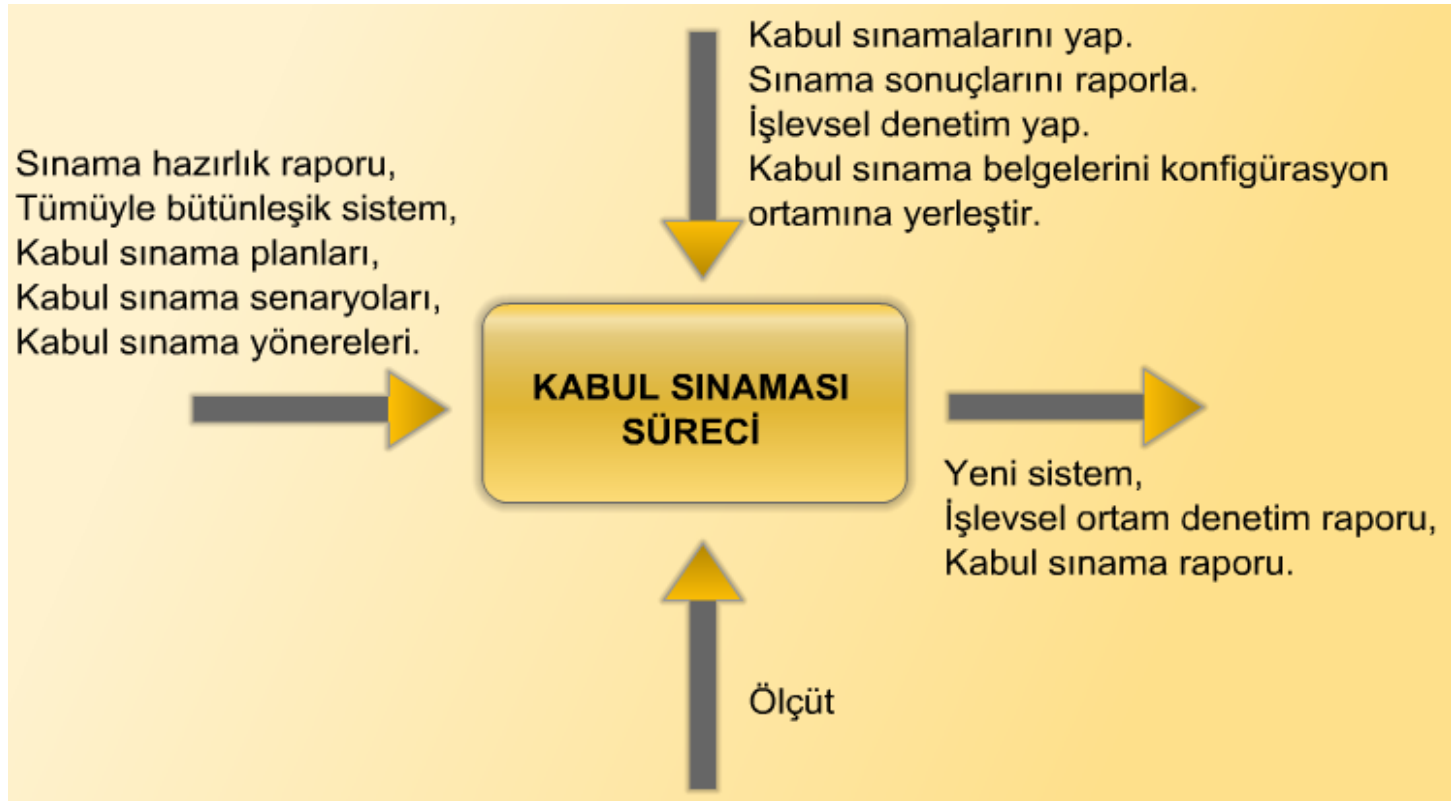 Kabul sınamalarını yap.
Sınama sonuçlarını raporla.
İşlevsel denetim yap.
Kabul sınama belgelerini konfigürasyon
ortamına yerleştir.
Sınama hazırlık raporu,
Tümüyle bütünleşik sistem,
Kabul sınama planları,
Kabul sınama senaryoları,
Kabul sınama yönereleri.
KABUL SINAMASI
SÜRECİ
Yeni sistem,
İşlevsel ortam denetim raporu,
Kabul sınama raporu.
Ölçüt